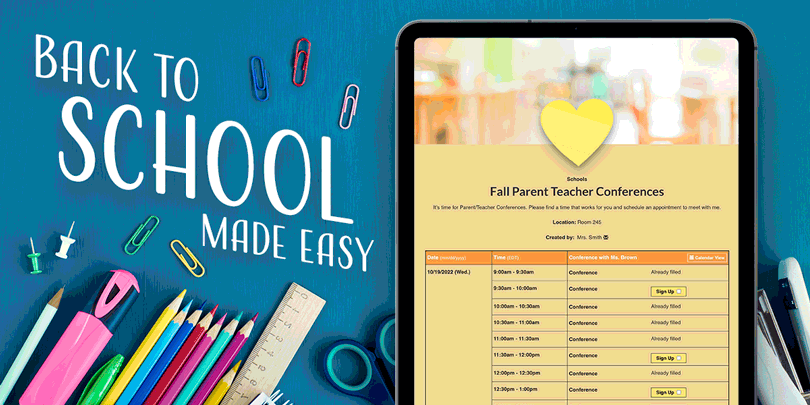 BACK TO
SCHOOL
MADE EASY
Schools
Fall Parent Teacher Conferences
It's time for Parent/Teacher Conferences. Please find a time that works for you and schedule an appointment to meet with me.
Location: Room 245
Created by: Mrs. Smith
Date (mm/dd/yyyy) Time (EST) Conference with Ms. Brown Calendar View
10/19/2022 (Wed.) 9:00am - 9:30am Conference Already filled
9:30am - 10:00am Conference Sign Up
10:00am - 10:30am Conference Already filled
10:30am - 11:00am Conference Already filled
11:00am - 11:30am Conference Already filled
11:30am - 12:00pm Conference Sign Up
12:00pm - 12:30pm Conference Already filled
12:30pm - 1:00pm Conference Sign Up